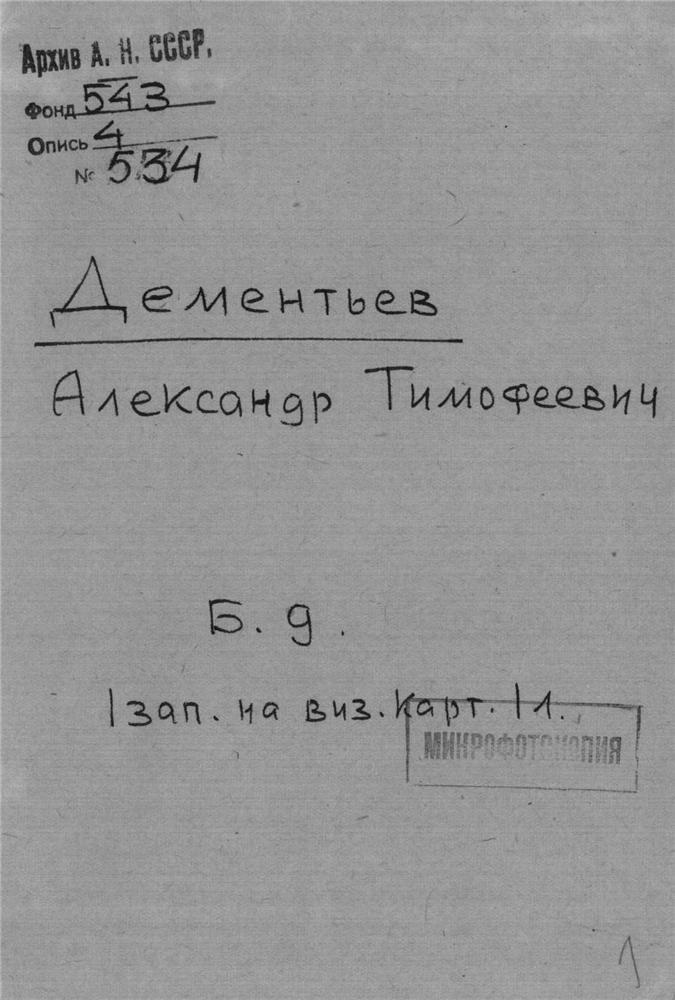 Архив А. Н. СССР.
Фонд 543
Опись 4
№ 534
Дементьев
Александр Тимофеевич
Б. д.
1 зап. на виз. карт. 1 л.
МИКРОФОТОКОПИЯ
1